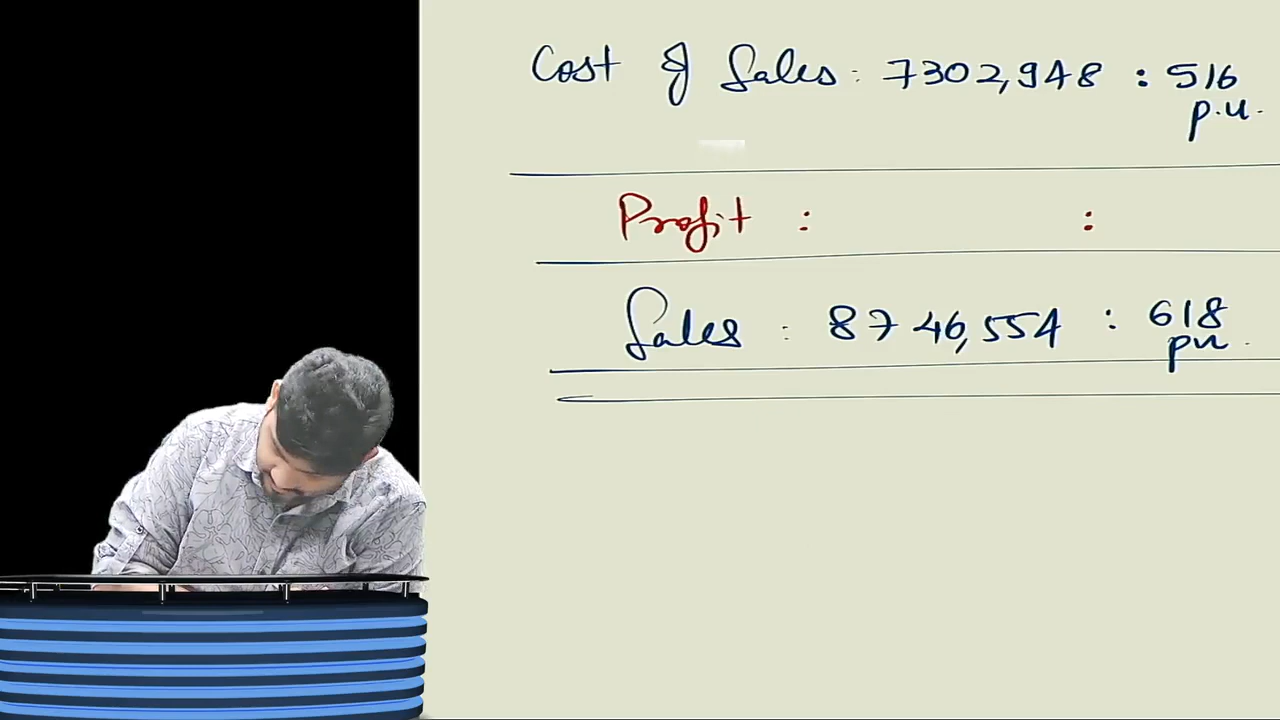 Cost of Sales : 7302,948 : 516
p.u.
Profit : :
Sales : 8746,554 : 618
pu.